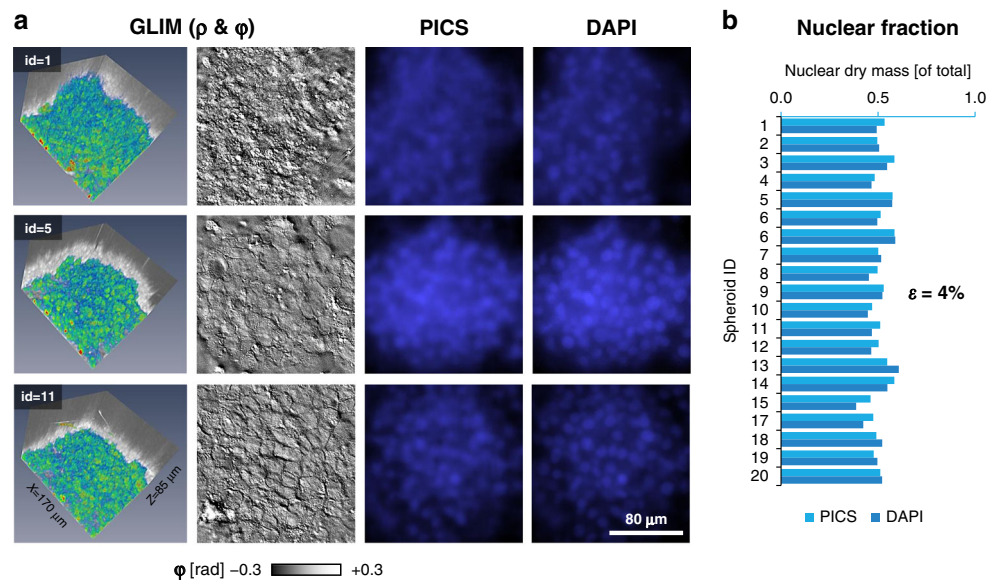 a
GLIM (ρ & φ)
PICS
DAPI
id=1
id=5
id=11
X=170 μm
Z=85 μm
80 μm
φ [rad] −0.3 +0.3
b
Nuclear fraction
Nuclear dry mass [of total]
0.0 0.5 1.0
Spheroid ID
1
2
3
4
5
6
6
7
8
9
10
11
12
13
14
15
17
18
19
20
ε = 4%
PICS DAPI